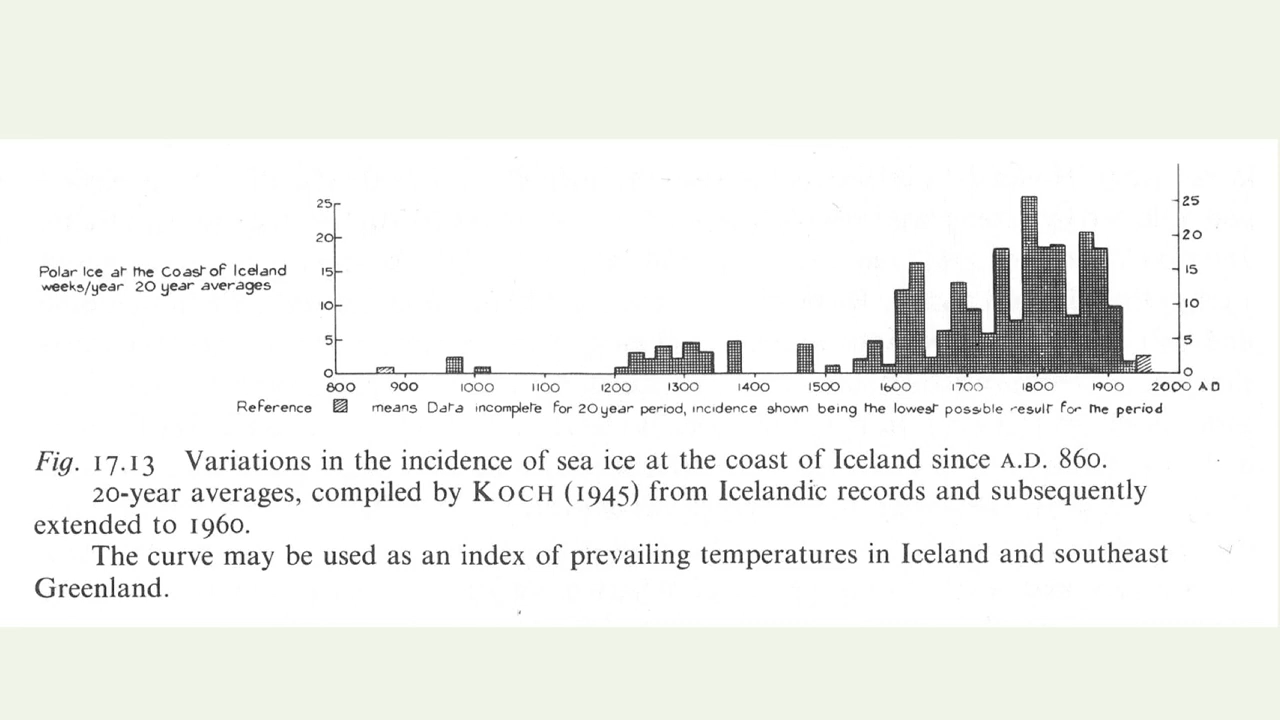 25
20
15
10
5
0
Polar Ice at the Coast of Iceland
weeks/year 20 year averages
25
20
15
10
5
0
800 900 1000 1100 1200 1300 1400 1500 1600 1700 1800 1900 2000 A D
Reference means Data incomplete for 20 year period, incidence shown being the lowest possible result for the period
Fig. 17.13 Variations in the incidence of sea ice at the coast of Iceland since A.D. 860.
20-year averages, compiled by KOCH (1945) from Icelandic records and subsequently
extended to 1960.
The curve may be used as an index of prevailing temperatures in Iceland and southeast
Greenland.